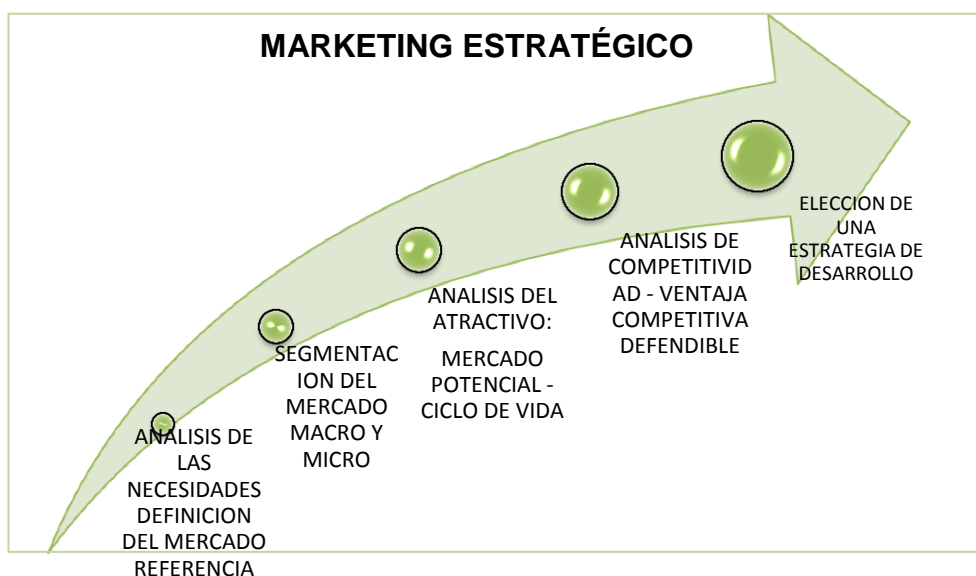 MARKETING ESTRATÉGICO
ANALISIS DE
LAS
NECESIDADES
DEFINICION
DEL MERCADO
REFERENCIA
SEGMENTAC
ION DEL
MERCADO
MACRO Y
MICRO
ANALISIS DEL
ATRACTIVO:
MERCADO
POTENCIAL -
CICLO DE VIDA
ANALISIS DE
COMPETITIVID
AD - VENTAJA
COMPETITIVA
DEFENDIBLE
ELECCION DE
UNA
ESTRATEGIA DE
DESARROLLO